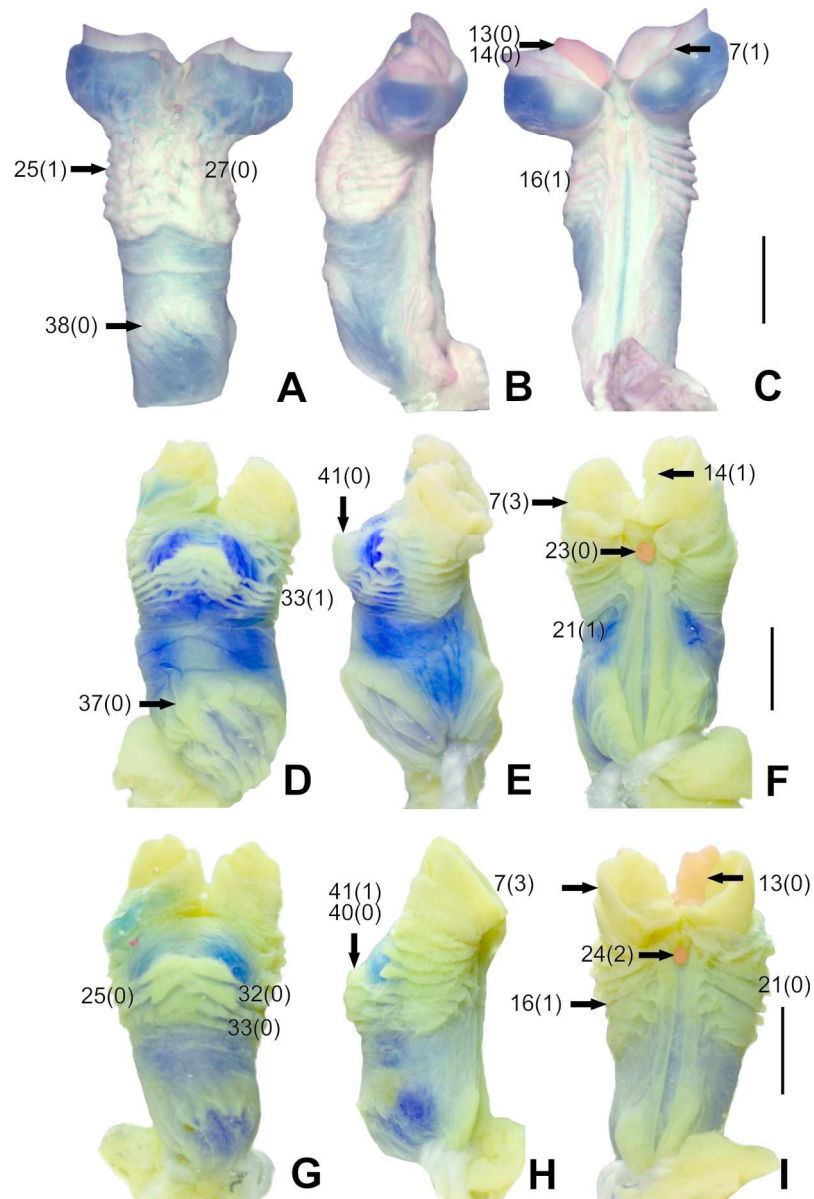 13(0)
14(0)
7(1)
25(1)
27(0)
16(1)
38(0)
A
B
C
41(0)
14(1)
7(3)
23(0)
33(1)
21(1)
37(0)
D
E
F
41(1)
40(0)
7(3)
13(0)
24(2)
25(0)
32(0)
21(0)
16(1)
33(0)
G
H
I